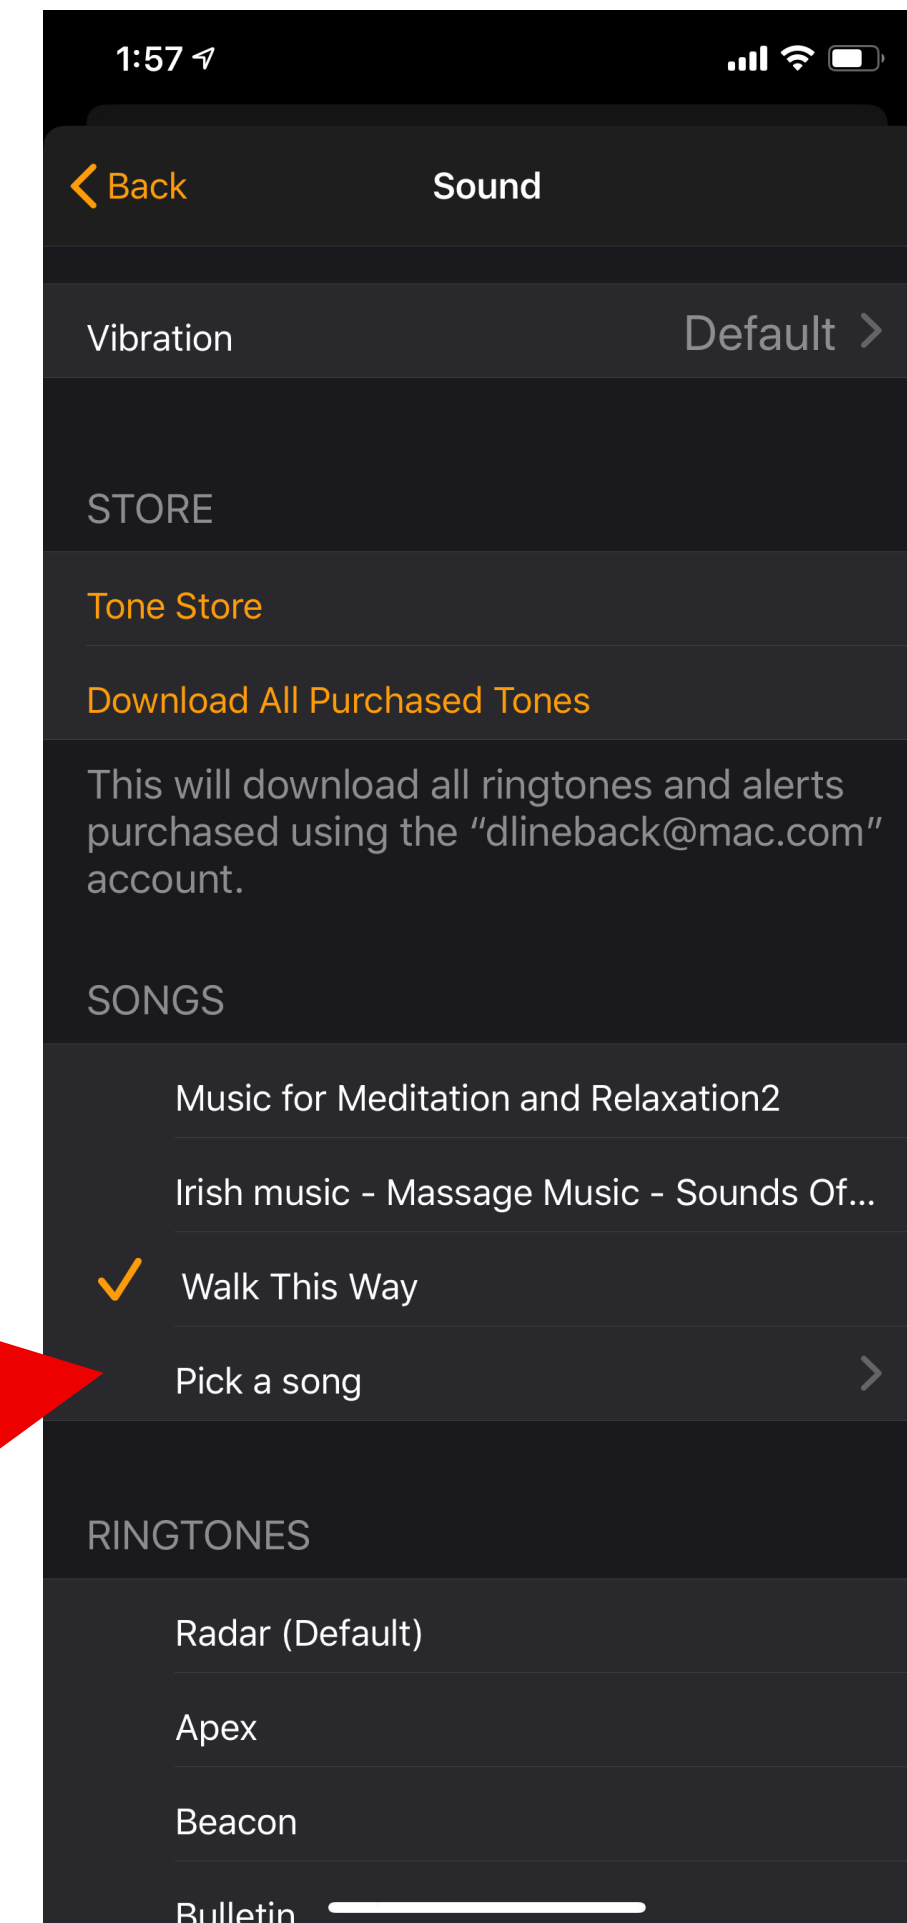 1:57
Back
Sound
Vibration
Default
STORE
Tone Store
Download All Purchased Tones
This will download all ringtones and alerts
purchased using the “dlineback@mac.com”
account.
SONGS
Music for Meditation and Relaxation2
Irish music - Massage Music - Sounds Of...
Walk This Way
Pick a song
RINGTONES
Radar (Default)
Apex
Beacon
Bulletin